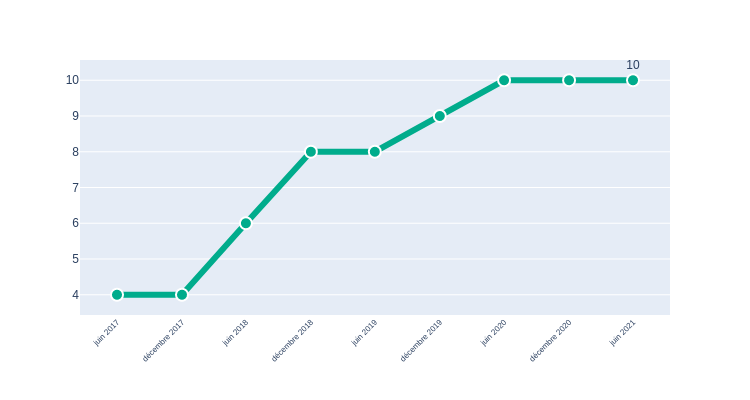 10
10
9
8
7
6
5
4
juin 2017
décembre 2017
juin 2018
décembre 2018
juin 2019
décembre 2019
juin 2020
décembre 2020
juin 2021